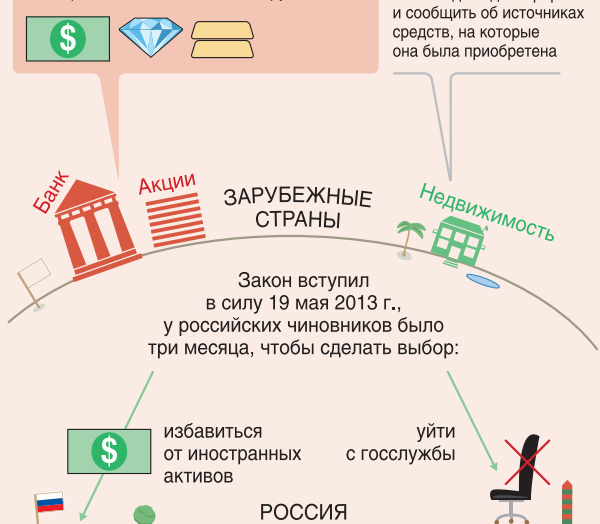 и сообщить об источниках
средств, на которые
она была приобретена
$
Банк
Акции
ЗАРУБЕЖНЫЕ
СТРАНЫ
Недвижимость
Закон вступил
в силу 19 мая 2013 г.,
у российских чиновников было
три месяца, чтобы сделать выбор:
$
избавиться
от иностранных
активов
уйти
с госслужбы
РОССИЯ